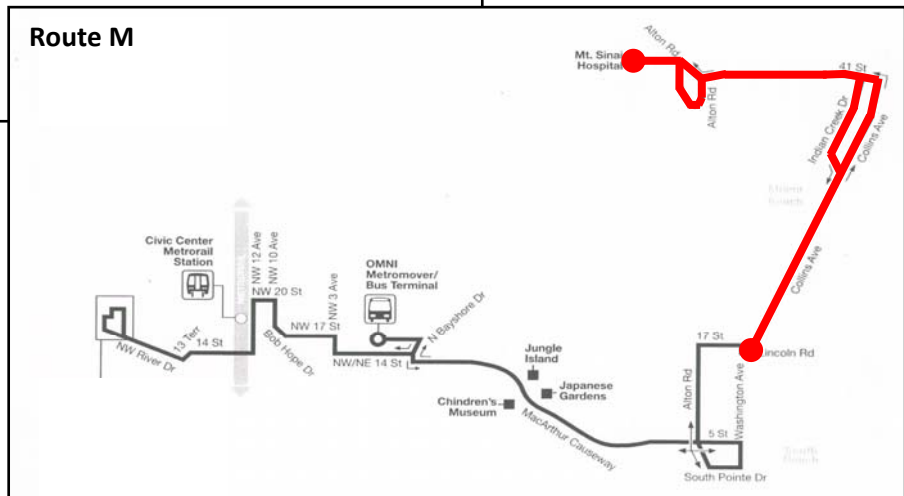 Route M
Alton Rd
Mt. Sinai
Hospital
41 St
Alton Rd
Indian Creek Dr
Collins Ave
Collins Ave
Civic Center
Metrorail
Station
NW 12 Ave
NW 10 Ave
NW 20 St
OMNI
Metromover/
Bus Terminal
NW 3 Ave
N Bayshore Dr
13 Terr
14 St
NW River Dr
Bob Hope Dr
NW 17 St
NW/NE 14 St
Jungle
Island
Japanese
Gardens
Chindren's
Museum
MacArthur Causeway
17 St
incoln Rd
Alton Rd
Washington Ave
5 St
South Pointe Dr
South
Beach